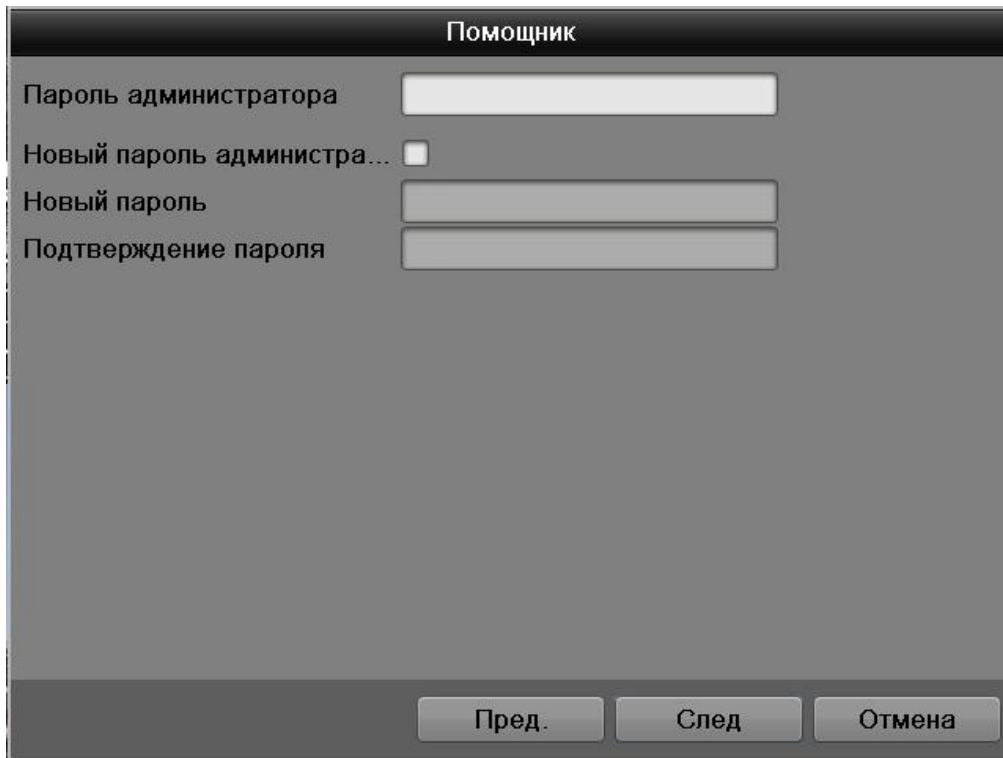 Помощник
Пароль администратора
Новый пароль администра...
Новый пароль
Подтверждение пароля
Пред. След Отмена